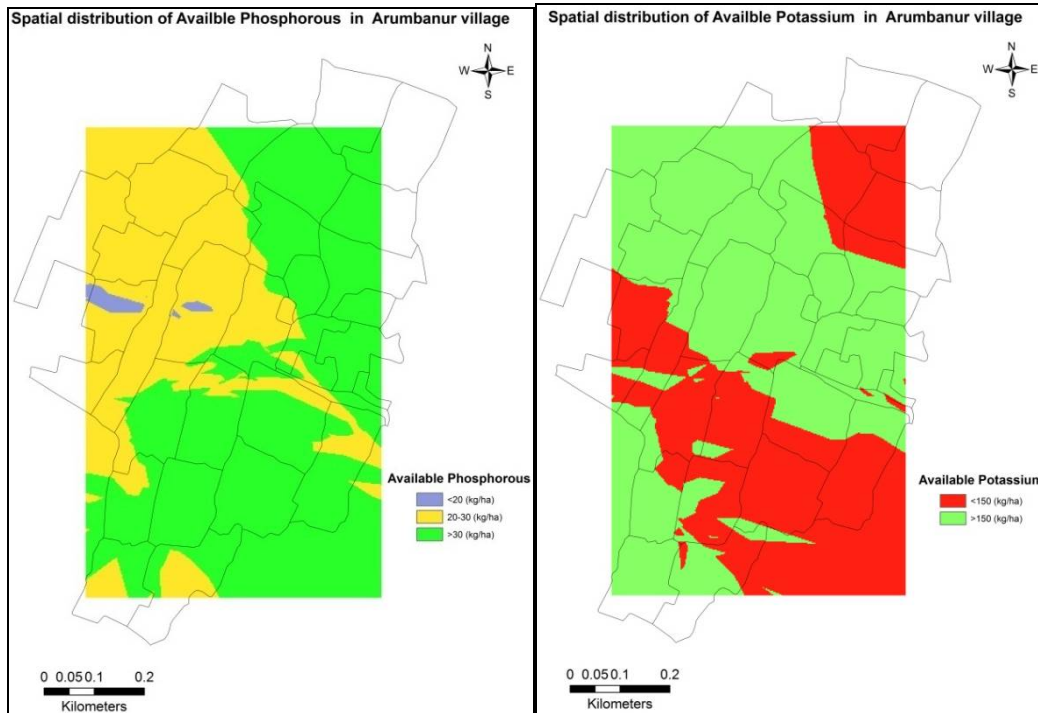 Spatial distribution of Availble Phosphorous in Arumbanur village
N
W E
S
Available Phosphorous
<20 (kg/ha)
20-30 (kg/ha)
>30 (kg/ha)
0 0.05 0.1 0.2
Kilometers
Spatial distribution of Availble Potassium in Arumbanur village
N
W E
S
Available Potassium
<150 (kg/ha)
>150 (kg/ha)
0 0.05 0.1 0.2
Kilometers